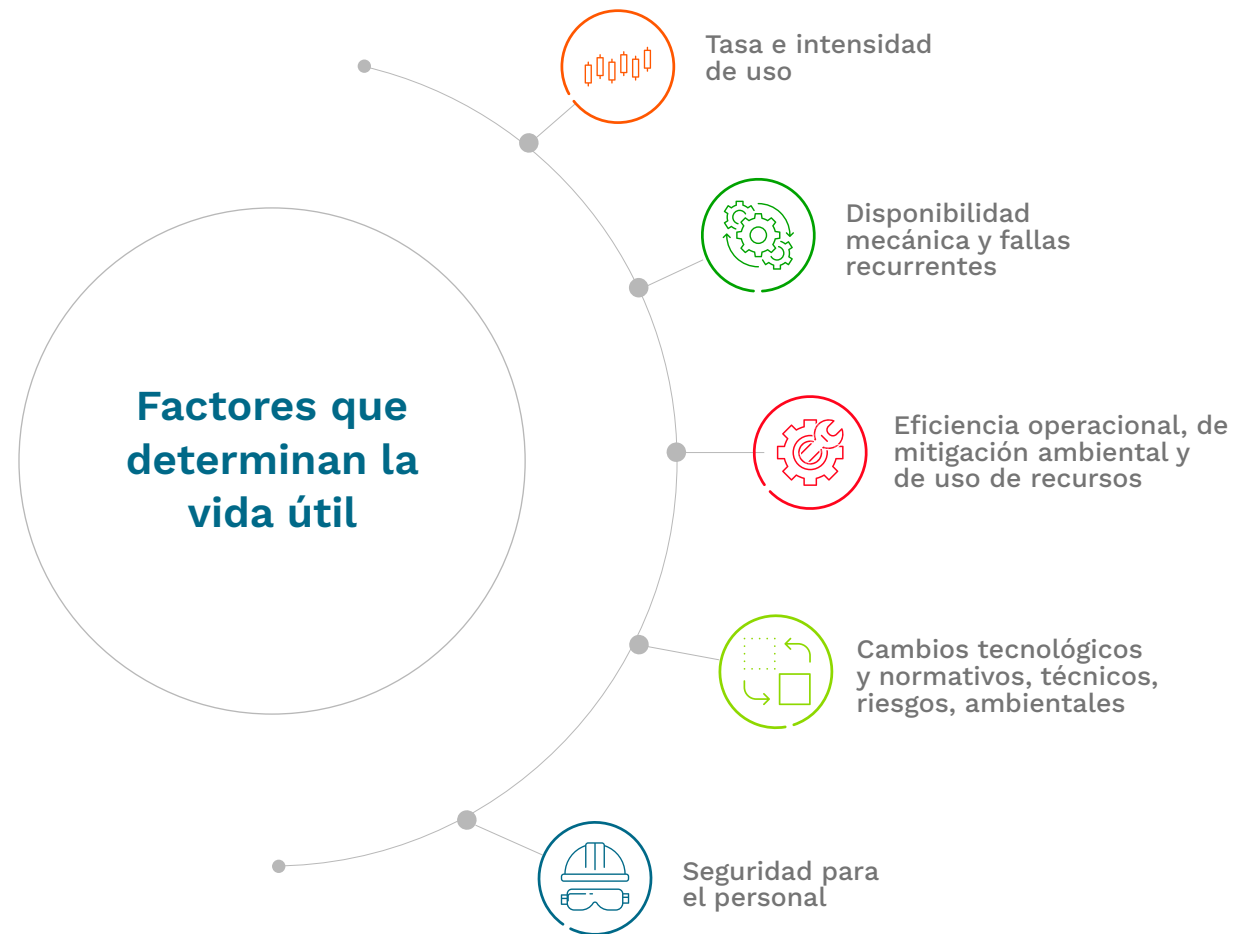 Tasa e intensidad
de uso
Disponibilidad
mecánica y fallas
recurrentes
Factores que
determinan la
vida útil
Eficiencia operacional, de
mitigación ambiental y
de uso de recursos
Cambios tecnológicos
y normativos, técnicos,
riesgos, ambientales
Seguridad para
el personal